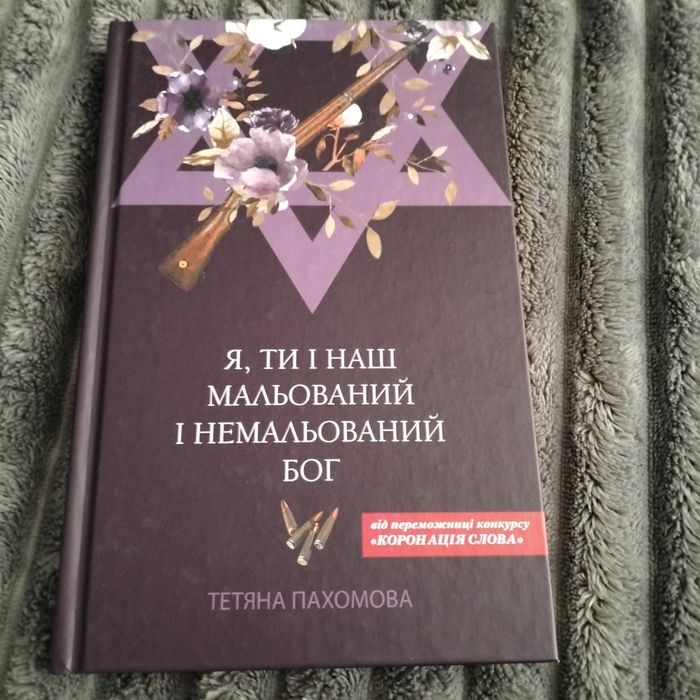 Я, ТИ І НАШ
МАЛЬОВАНИЙ
І НЕМАЛЬОВАНИЙ
БОГ
від переможниці конкурсу
«КОРОНАЦІЯ СЛОВА»
ТЕТЯНА ПАХОМОВА